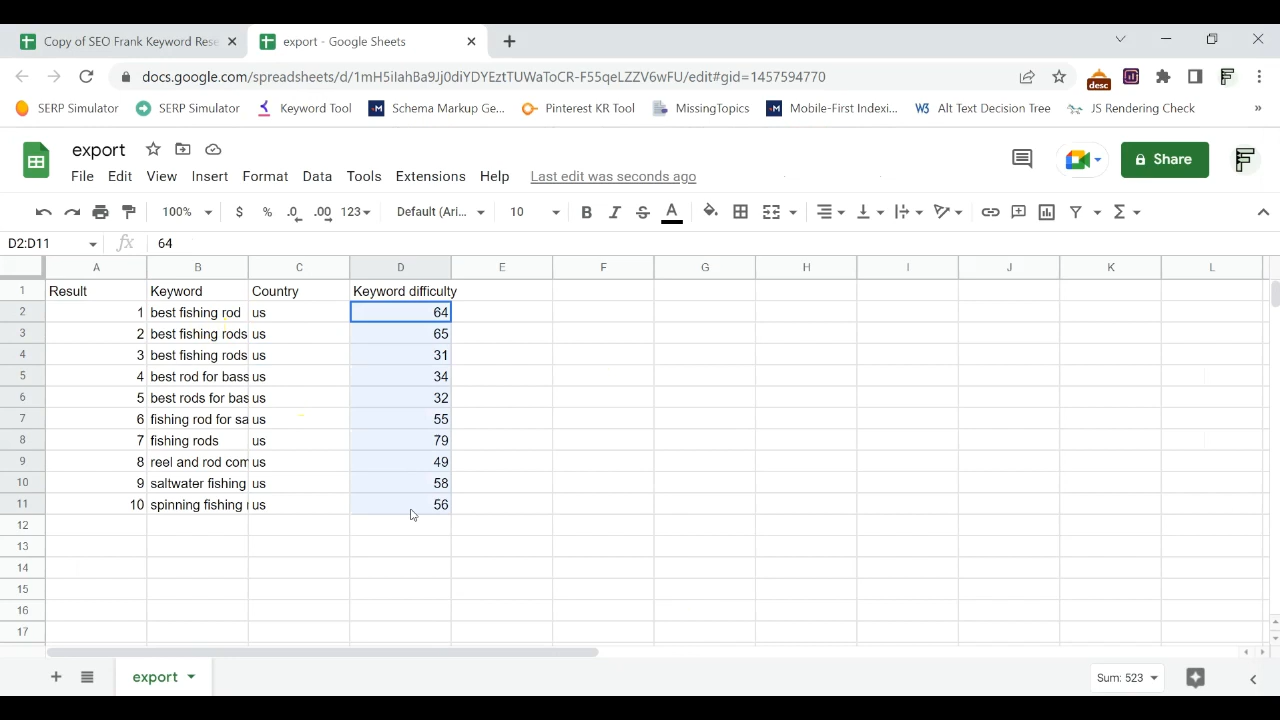 Copy of SEO Frank Keyword Rese
export - Google Sheets
docs.google.com/spreadsheets/d/1mH5iIahBa9Jj0diYDYEztTUWaToCR-F55qeLZZV6wFU/edit#gid=1457594770
desc
SERP Simulator SERP Simulator Keyword Tool Schema Markup Ge... Pinterest KR Tool MissingTopics Mobile-First Indexi... W3 Alt Text Decision Tree JS Rendering Check »
export
Share
File Edit View Insert Format Data Tools Extensions Help Last edit was seconds ago
100% $ % .0 .00 123 Default (Ari... 10 B I S A
D2:D11 fx 64
A B C D E F G H I J K L
1 Result Keyword Country Keyword difficulty
2 1 best fishing rod us 64
3 2 best fishing rods us 65
4 3 best fishing rods us 31
5 4 best rod for bass us 34
6 5 best rods for bas us 32
7 6 fishing rod for sa us 55
8 7 fishing rods us 79
9 8 reel and rod com us 49
10 9 saltwater fishing us 58
11 10 spinning fishing us 56
12
13
14
15
16
17
export
Sum: 523